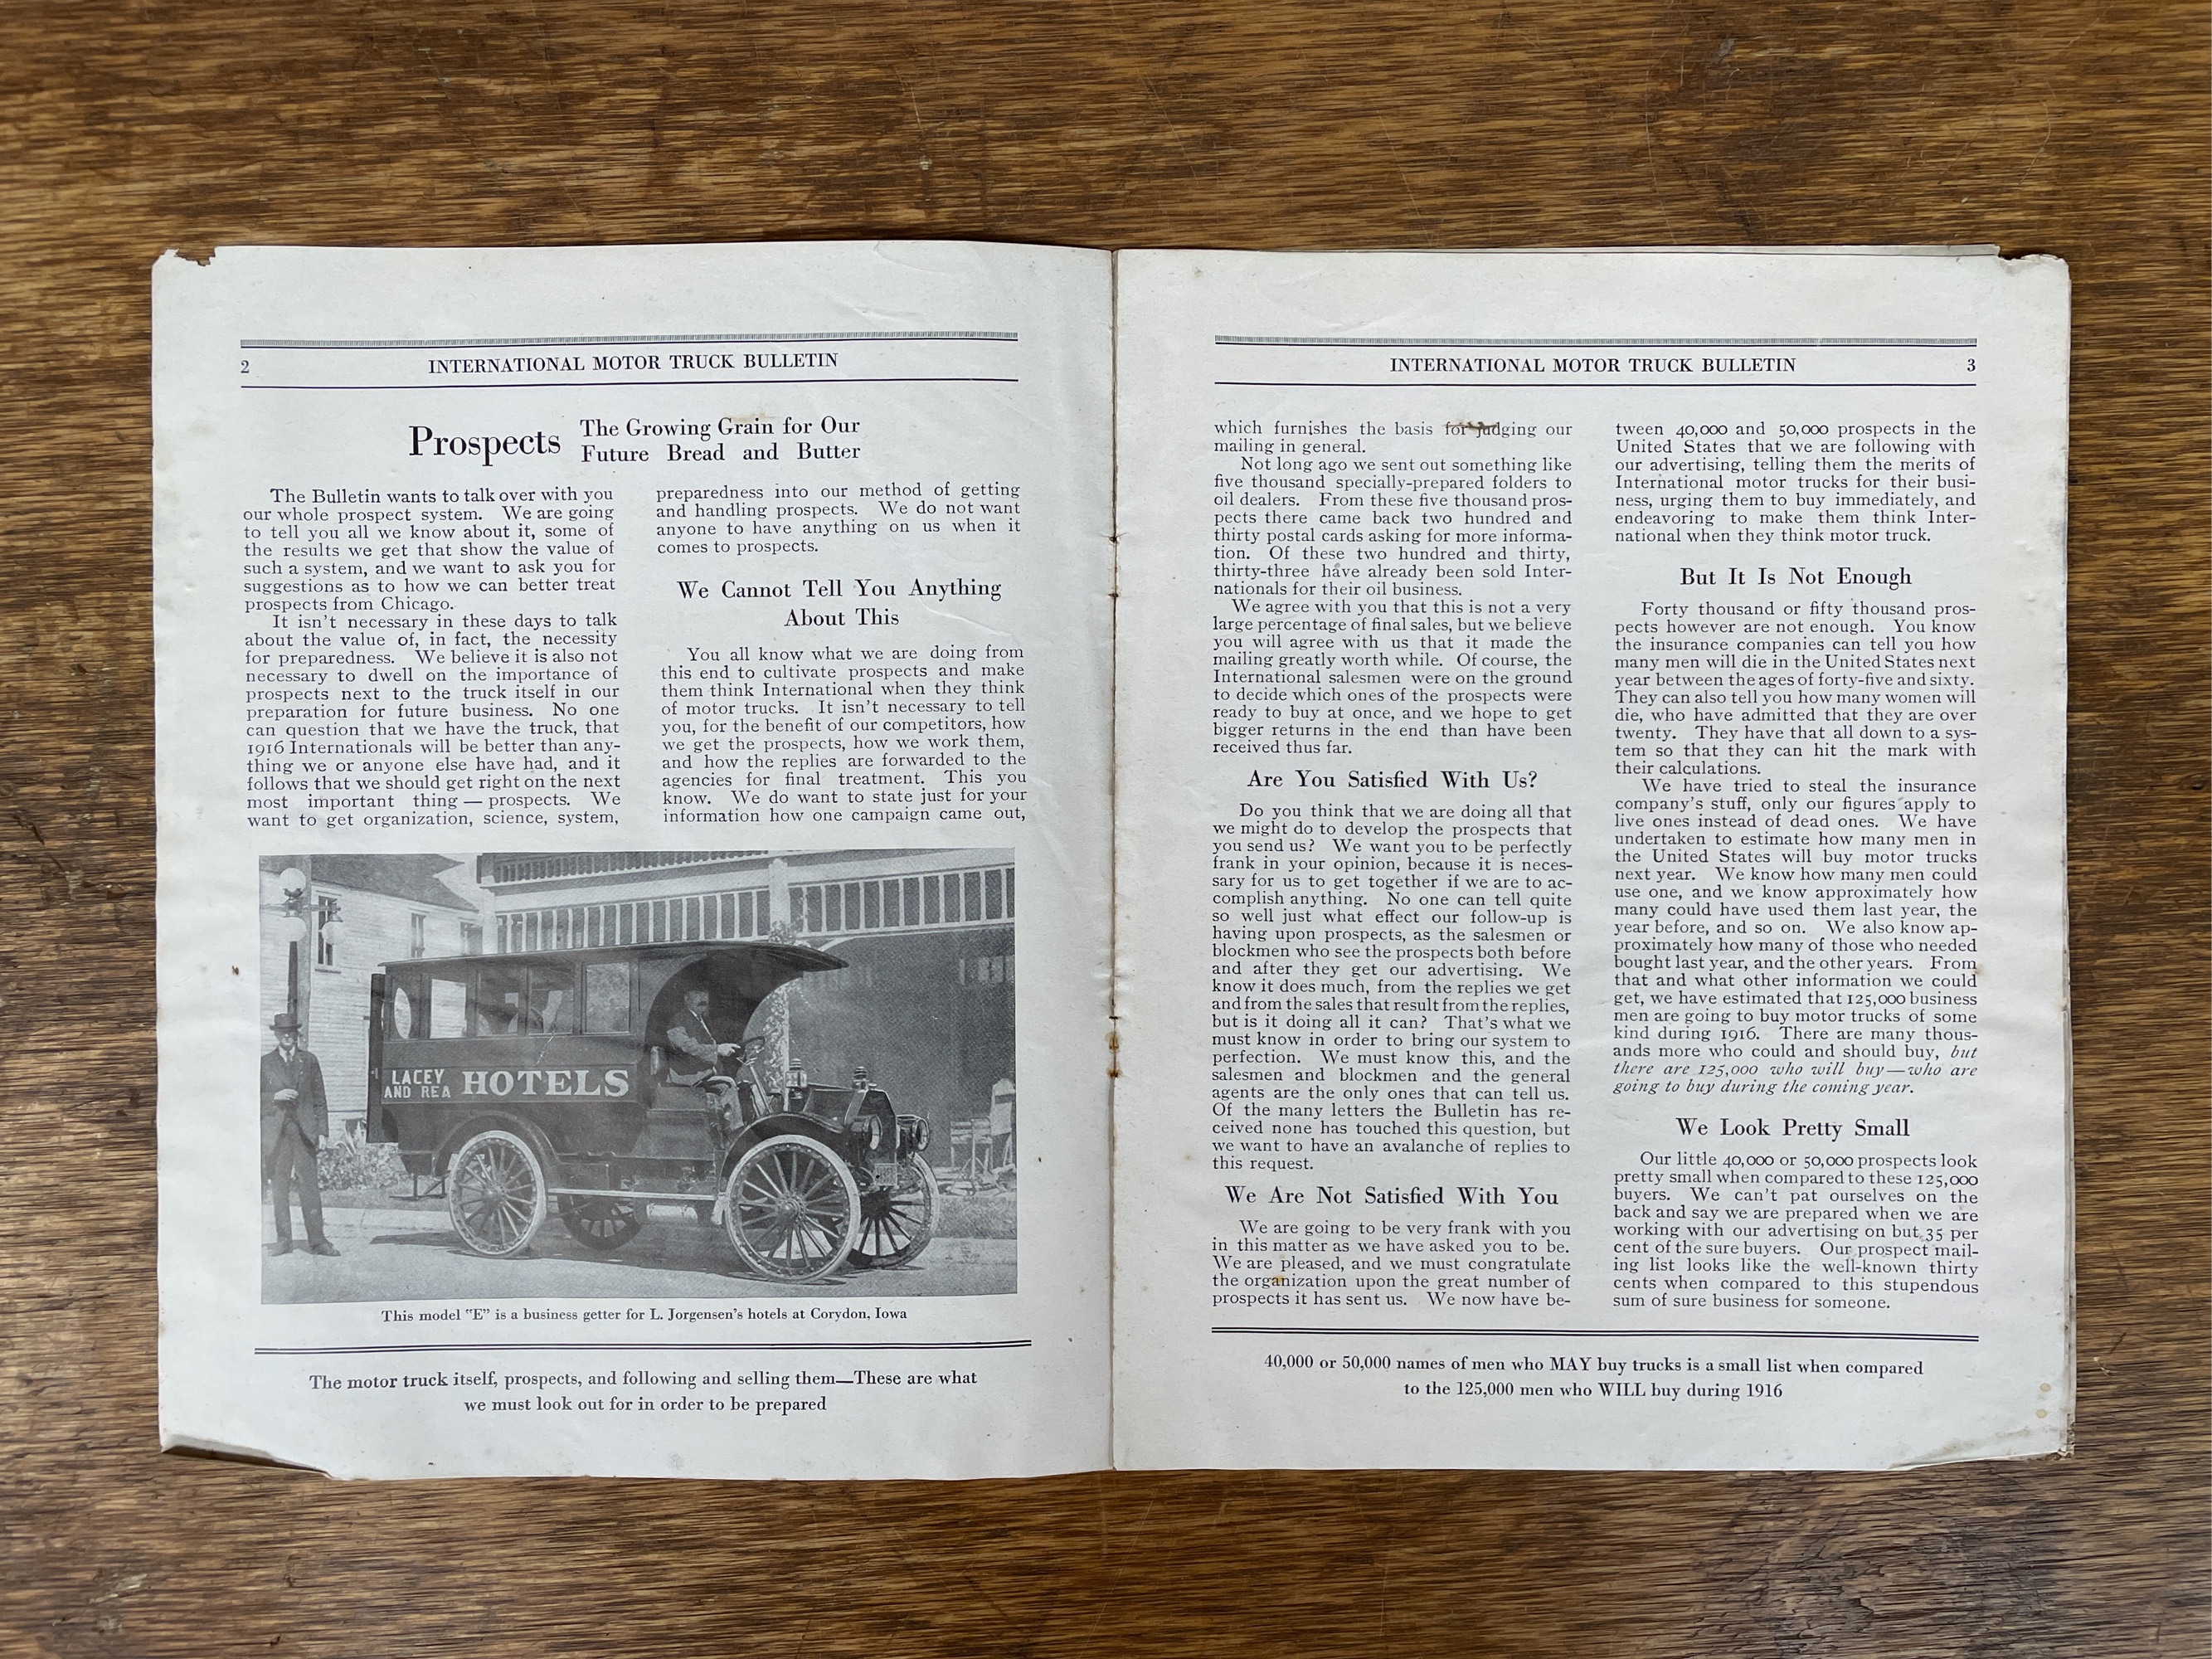 2
INTERNATIONAL MOTOR TRUCK BULLETIN
Prospects
The Growing Grain for Our
Future Bread and Butter
The Bulletin wants to talk over with you
our whole prospect system. We are going
to tell you all we know about it, some of
the results we get that show the value of
such a system, and we want to ask you for
suggestions as to how we can better treat
prospects from Chicago.
It isn't necessary in these days to talk
about the value of, in fact, the necessity
for preparedness. We believe it is also not
necessary to dwell on the importance of
prospects next to the truck itself in our
preparation for future business. No one
can question that we have the truck, that
1916 Internationals will be better than any-
thing we or anyone else have had, and it
follows that we should get right on the next
most important thing — prospects. We
want to get organization, science, system,
preparedness into our method of getting
and handling prospects. We do not want
anyone to have anything on us when it
comes to prospects.
We Cannot Tell You Anything
About This
You all know what we are doing from
this end to cultivate prospects and make
them think International when they think
of motor trucks. It isn't necessary to tell
you, for the benefit of our competitors, how
we get the prospects, how we work them,
and how the replies are forwarded to the
agencies for final treatment. This you
know. We do want to state just for your
information how one campaign came out,
LACEY
AND REA
HOTELS
This model "E" is a business getter for L. Jorgensen's hotels at Corydon, Iowa
The motor truck itself, prospects, and following and selling them—These are what
we must look out for in order to be prepared
INTERNATIONAL MOTOR TRUCK BULLETIN
3
which furnishes the basis for judging our
mailing in general.
Not long ago we sent out something like
five thousand specially-prepared folders to
oil dealers. From these five thousand pros-
pects there came back two hundred and
thirty postal cards asking for more informa-
tion. Of these two hundred and thirty,
thirty-three have already been sold Inter-
nationals for their oil business.
We agree with you that this is not a very
large percentage of final sales, but we believe
you will agree with us that it made the
mailing greatly worth while. Of course, the
International salesmen were on the ground
to decide which ones of the prospects were
ready to buy at once, and we hope to get
bigger returns in the end than have been
received thus far.
Are You Satisfied With Us?
Do you think that we are doing all that
we might do to develop the prospects that
you send us? We want you to be perfectly
frank in your opinion, because it is neces-
sary for us to get together if we are to ac-
complish anything. No one can tell quite
so well just what effect our follow-up is
having upon prospects, as the salesmen or
blockmen who see the prospects both before
and after they get our advertising. We
know it does much, from the replies we get
and from the sales that result from the replies,
but is it doing all it can? That's what we
must know in order to bring our system to
perfection. We must know this, and the
salesmen and blockmen and the general
agents are the only ones that can tell us.
Of the many letters the Bulletin has re-
ceived none has touched this question, but
we want to have an avalanche of replies to
this request.
We Are Not Satisfied With You
We are going to be very frank with you
in this matter as we have asked you to be.
We are pleased, and we must congratulate
the organization upon the great number of
prospects it has sent us. We now have be-
tween 40,000 and 50,000 prospects in the
United States that we are following with
our advertising, telling them the merits of
International motor trucks for their busi-
ness, urging them to buy immediately, and
endeavoring to make them think Inter-
national when they think motor truck.
But It Is Not Enough
Forty thousand or fifty thousand pros-
pects however are not enough. You know
the insurance companies can tell you how
many men will die in the United States next
year between the ages of forty-five and sixty.
They can also tell you how many women will
die, who have admitted that they are over
twenty. They have that all down to a sys-
tem so that they can hit the mark with
their calculations.
We have tried to steal the insurance
company's stuff, only our figures apply to
live ones instead of dead ones. We have
undertaken to estimate how many men in
the United States will buy motor trucks
next year. We know how many men could
use one, and we know approximately how
many could have used them last year, the
year before, and so on. We also know ap-
proximately how many of those who needed
bought last year, and the other years. From
that and what other information we could
get, we have estimated that 125,000 business
men are going to buy motor trucks of some
kind during 1916. There are many thous-
ands more who could and should buy, but
there are 125,000 who will buy—who are
going to buy during the coming year.
We Look Pretty Small
Our little 40,000 or 50,000 prospects look
pretty small when compared to these 125,000
buyers. We can't pat ourselves on the
back and say we are prepared when we are
working with our advertising on but 35 per
cent of the sure buyers. Our prospect mail-
ing list looks like the well-known thirty
cents when compared to this stupendous
sum of sure business for someone.
40,000 or 50,000 names of men who MAY buy trucks is a small list when compared
to the 125,000 men who WILL buy during 1916